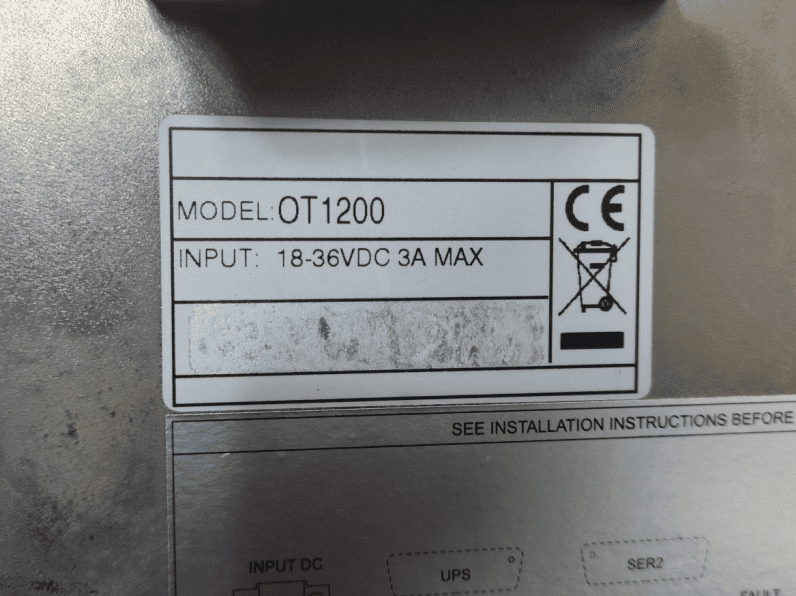 MODEL: OT1200
CE
INPUT: 18-36VDC 3A MAX
SEE INSTALLATION INSTRUCTIONS BEFORE
INPUT DC
UPS
SER2
FAULT